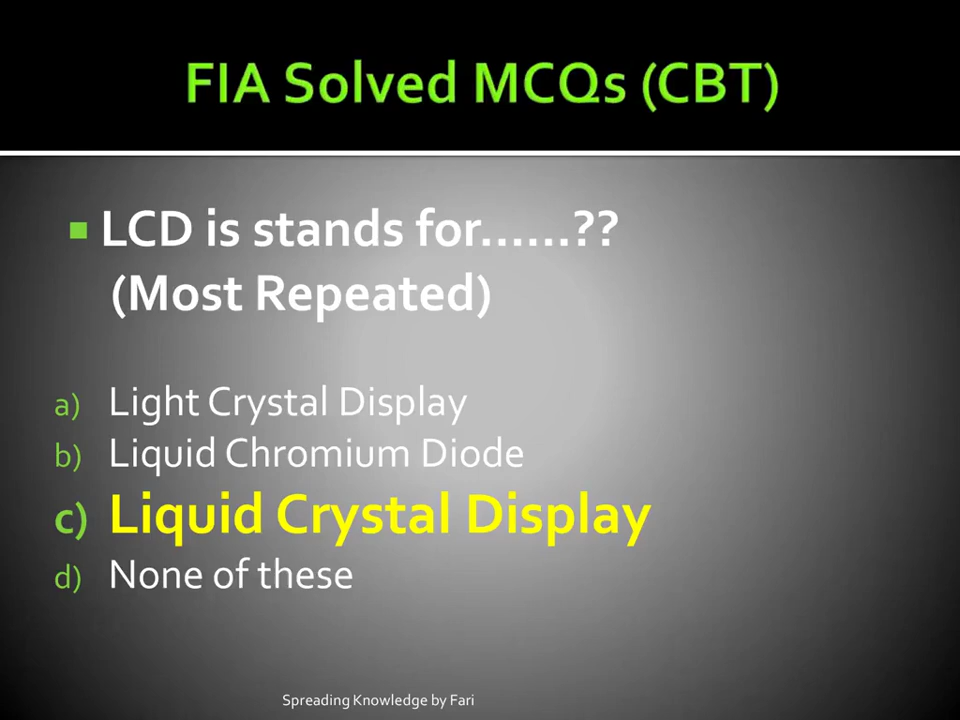 FIA Solved MCQs (CBT)
LCD is stands for......??
(Most Repeated)
a) Light Crystal Display
b) Liquid Chromium Diode
c) Liquid Crystal Display
d) None of these
Spreading Knowledge by Fari